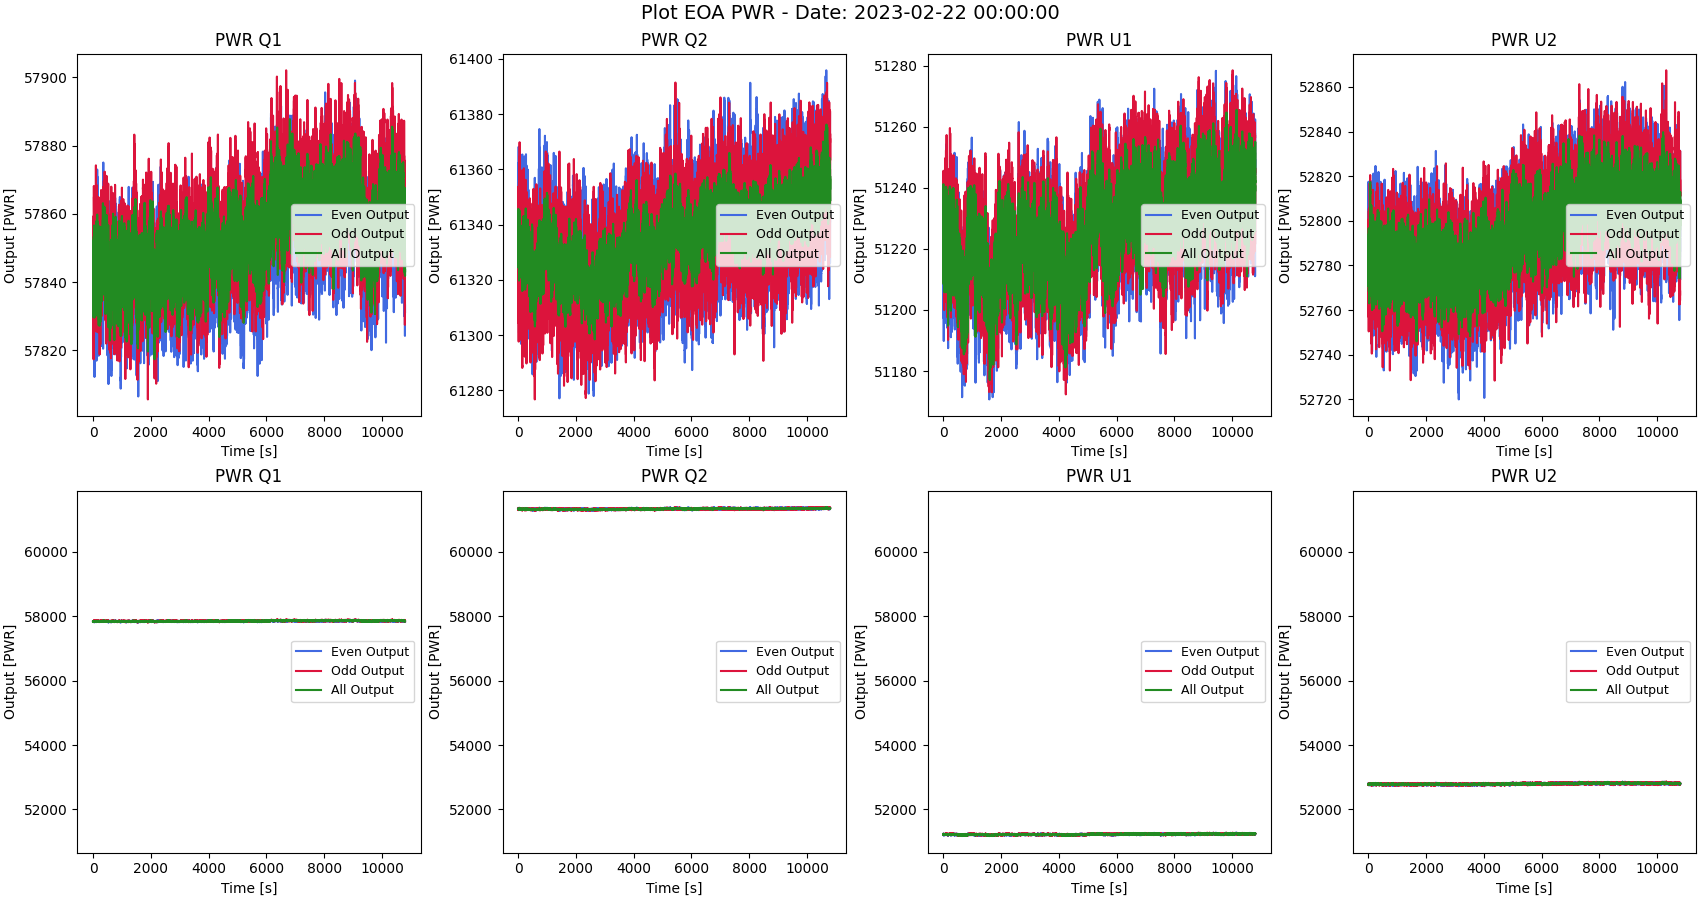 Plot EOA PWR - Date: 2023-02-22 00:00:00
PWR Q1
Output [PWR]
57900
57880
57860
57840
57820
0 2000 4000 6000 8000 10000
Time [s]
Even Output
Odd Output
All Output
PWR Q2
Output [PWR]
61400
61380
61360
61340
61320
61300
61280
0 2000 4000 6000 8000 10000
Time [s]
Even Output
Odd Output
All Output
PWR U1
Output [PWR]
51280
51260
51240
51220
51200
51180
0 2000 4000 6000 8000 10000
Time [s]
Even Output
Odd Output
All Output
PWR U2
Output [PWR]
52860
52840
52820
52800
52780
52760
52740
52720
0 2000 4000 6000 8000 10000
Time [s]
Even Output
Odd Output
All Output
PWR Q1
Output [PWR]
60000
58000
56000
54000
52000
0 2000 4000 6000 8000 10000
Time [s]
Even Output
Odd Output
All Output
PWR Q2
Output [PWR]
60000
58000
56000
54000
52000
0 2000 4000 6000 8000 10000
Time [s]
Even Output
Odd Output
All Output
PWR U1
Output [PWR]
60000
58000
56000
54000
52000
0 2000 4000 6000 8000 10000
Time [s]
Even Output
Odd Output
All Output
PWR U2
Output [PWR]
60000
58000
56000
54000
52000
0 2000 4000 6000 8000 10000
Time [s]
Even Output
Odd Output
All Output